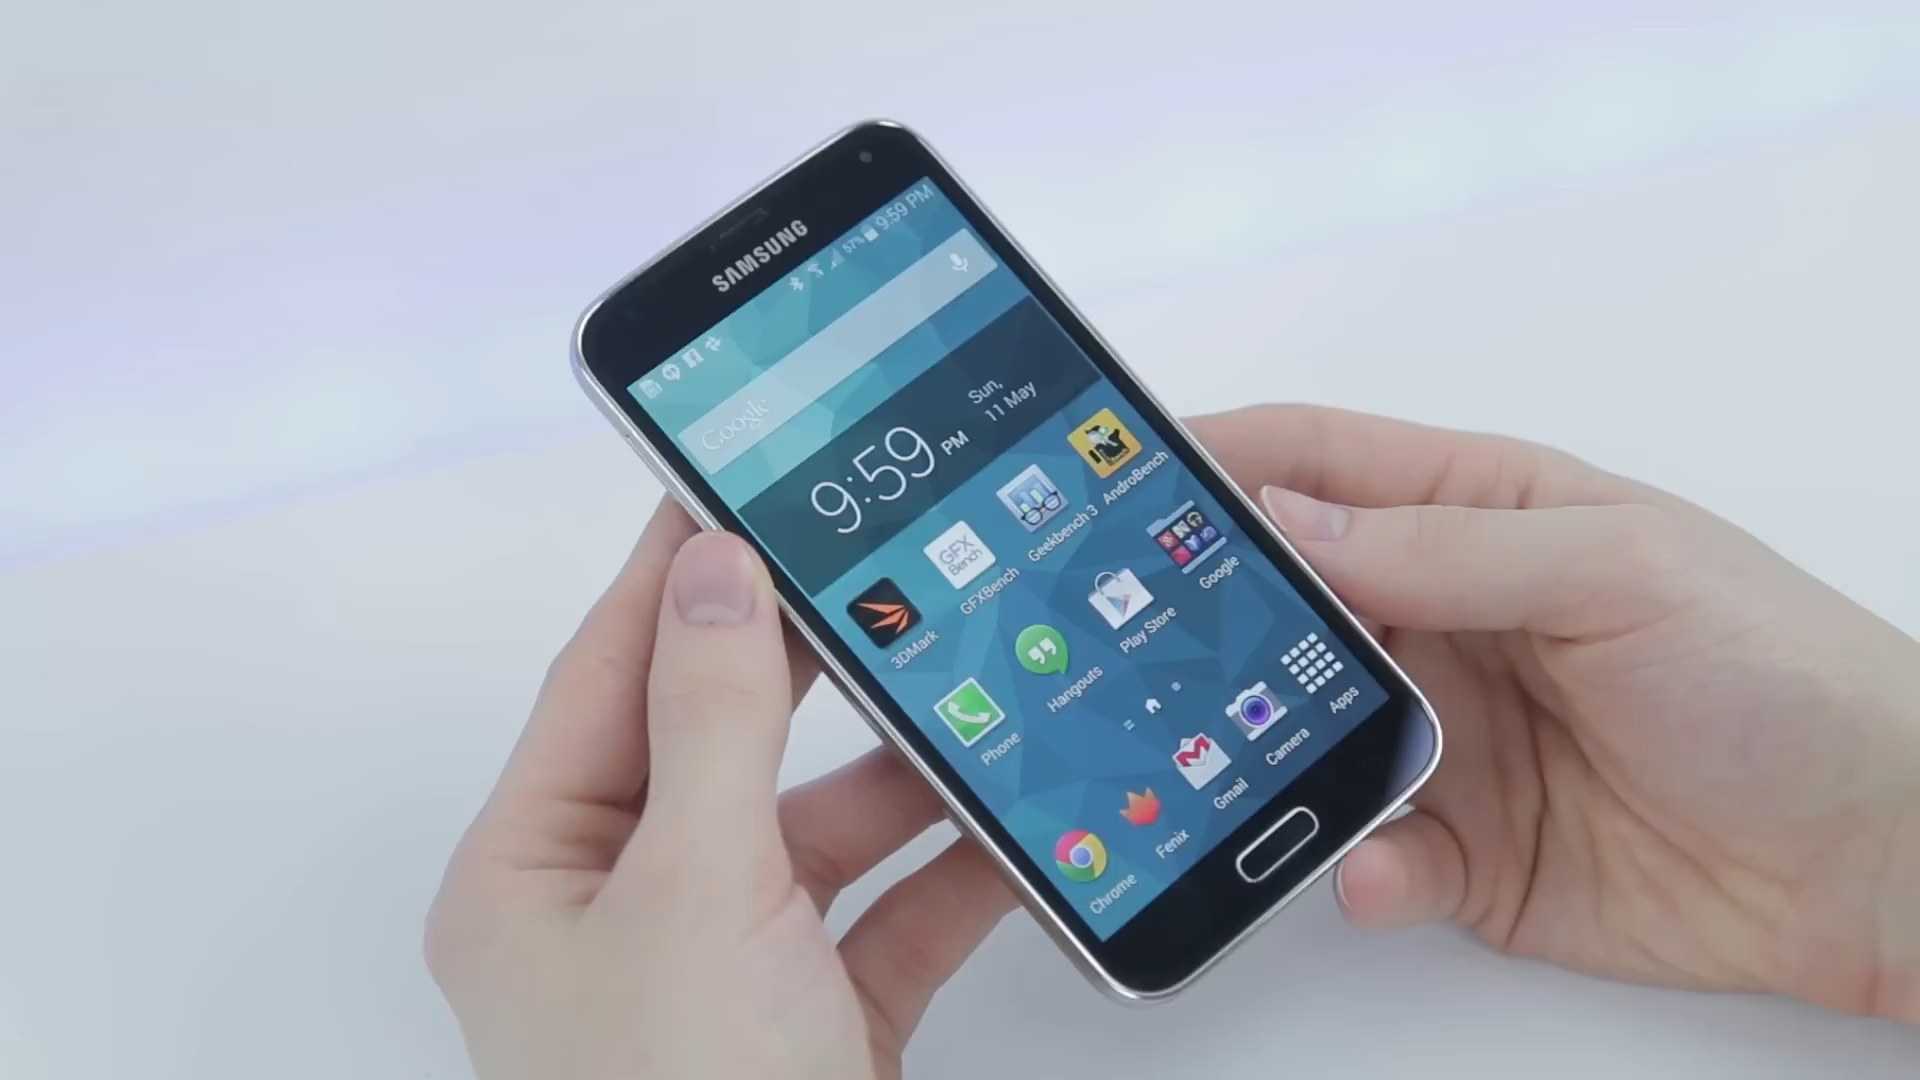 SAMSUNG
57% 9:59 PM
Google
9:59 PM
Sun,
11 May
3DMark
GFX
Bench
GFXBench
Geekbench 3
AndroBench
Phone
Hangouts
Play Store
Google
Chrome
Fenix
Gmail
Camera
Apps